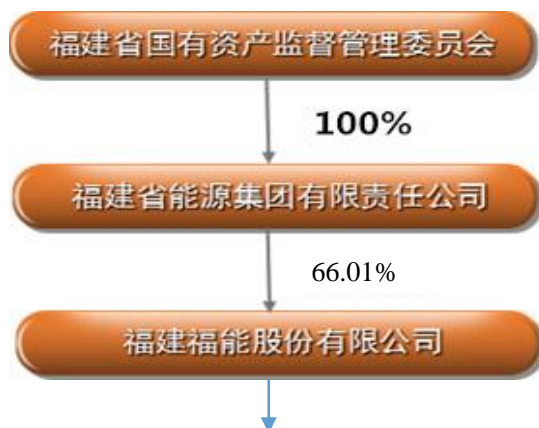 福建省国有资产监督管理委员会
100%
福建省能源集团有限责任公司
66.01%
福建福能股份有限公司